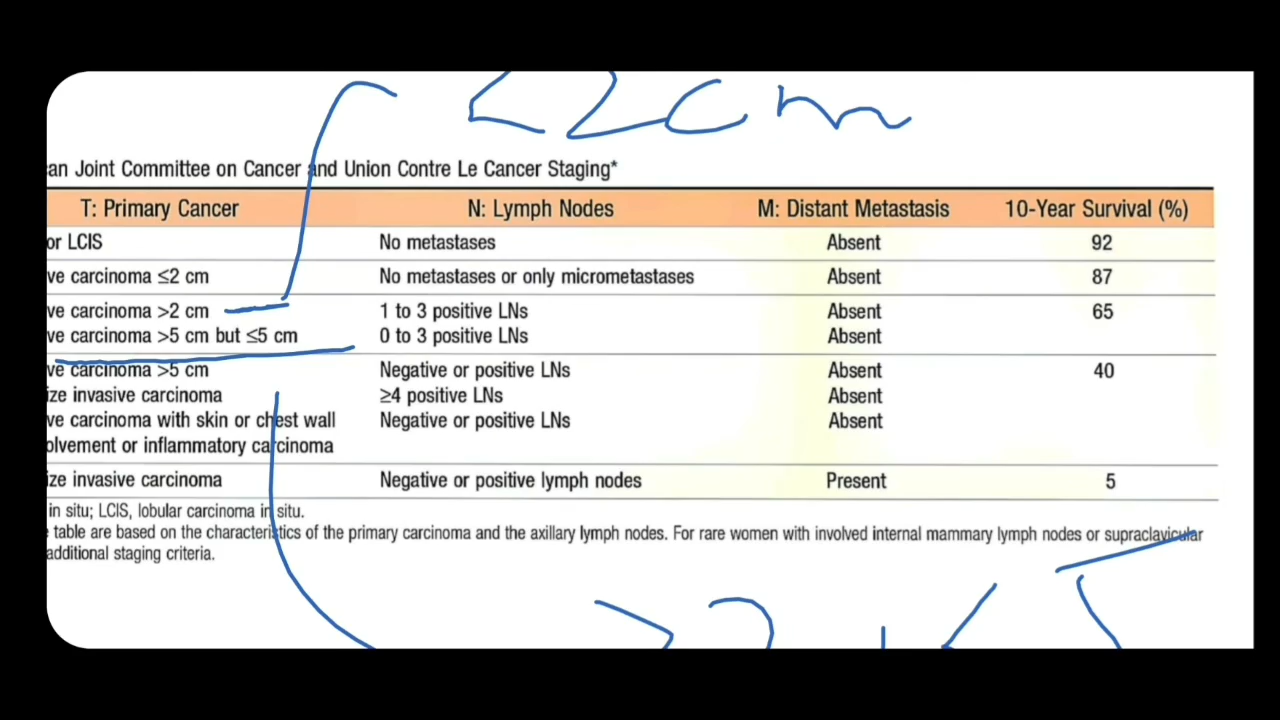 <2cm
an Joint Committee on Cancer and Union Contre Le Cancer Staging*
T: Primary Cancer N: Lymph Nodes M: Distant Metastasis 10-Year Survival (%)
or LCIS No metastases Absent 92
ve carcinoma ≤2 cm No metastases or only micrometastases Absent 87
ve carcinoma >2 cm 1 to 3 positive LNs Absent 65
ve carcinoma >5 cm but ≤5 cm 0 to 3 positive LNs Absent
ve carcinoma >5 cm Negative or positive LNs Absent 40
ize invasive carcinoma ≥4 positive LNs Absent
ve carcinoma with skin or chest wall Negative or positive LNs Absent
olvement or inflammatory carcinoma
ize invasive carcinoma Negative or positive lymph nodes Present 5
in situ; LCIS, lobular carcinoma in situ.
table are based on the characteristics of the primary carcinoma and the axillary lymph nodes. For rare women with involved internal mammary lymph nodes or supraclavicular
additional staging criteria.